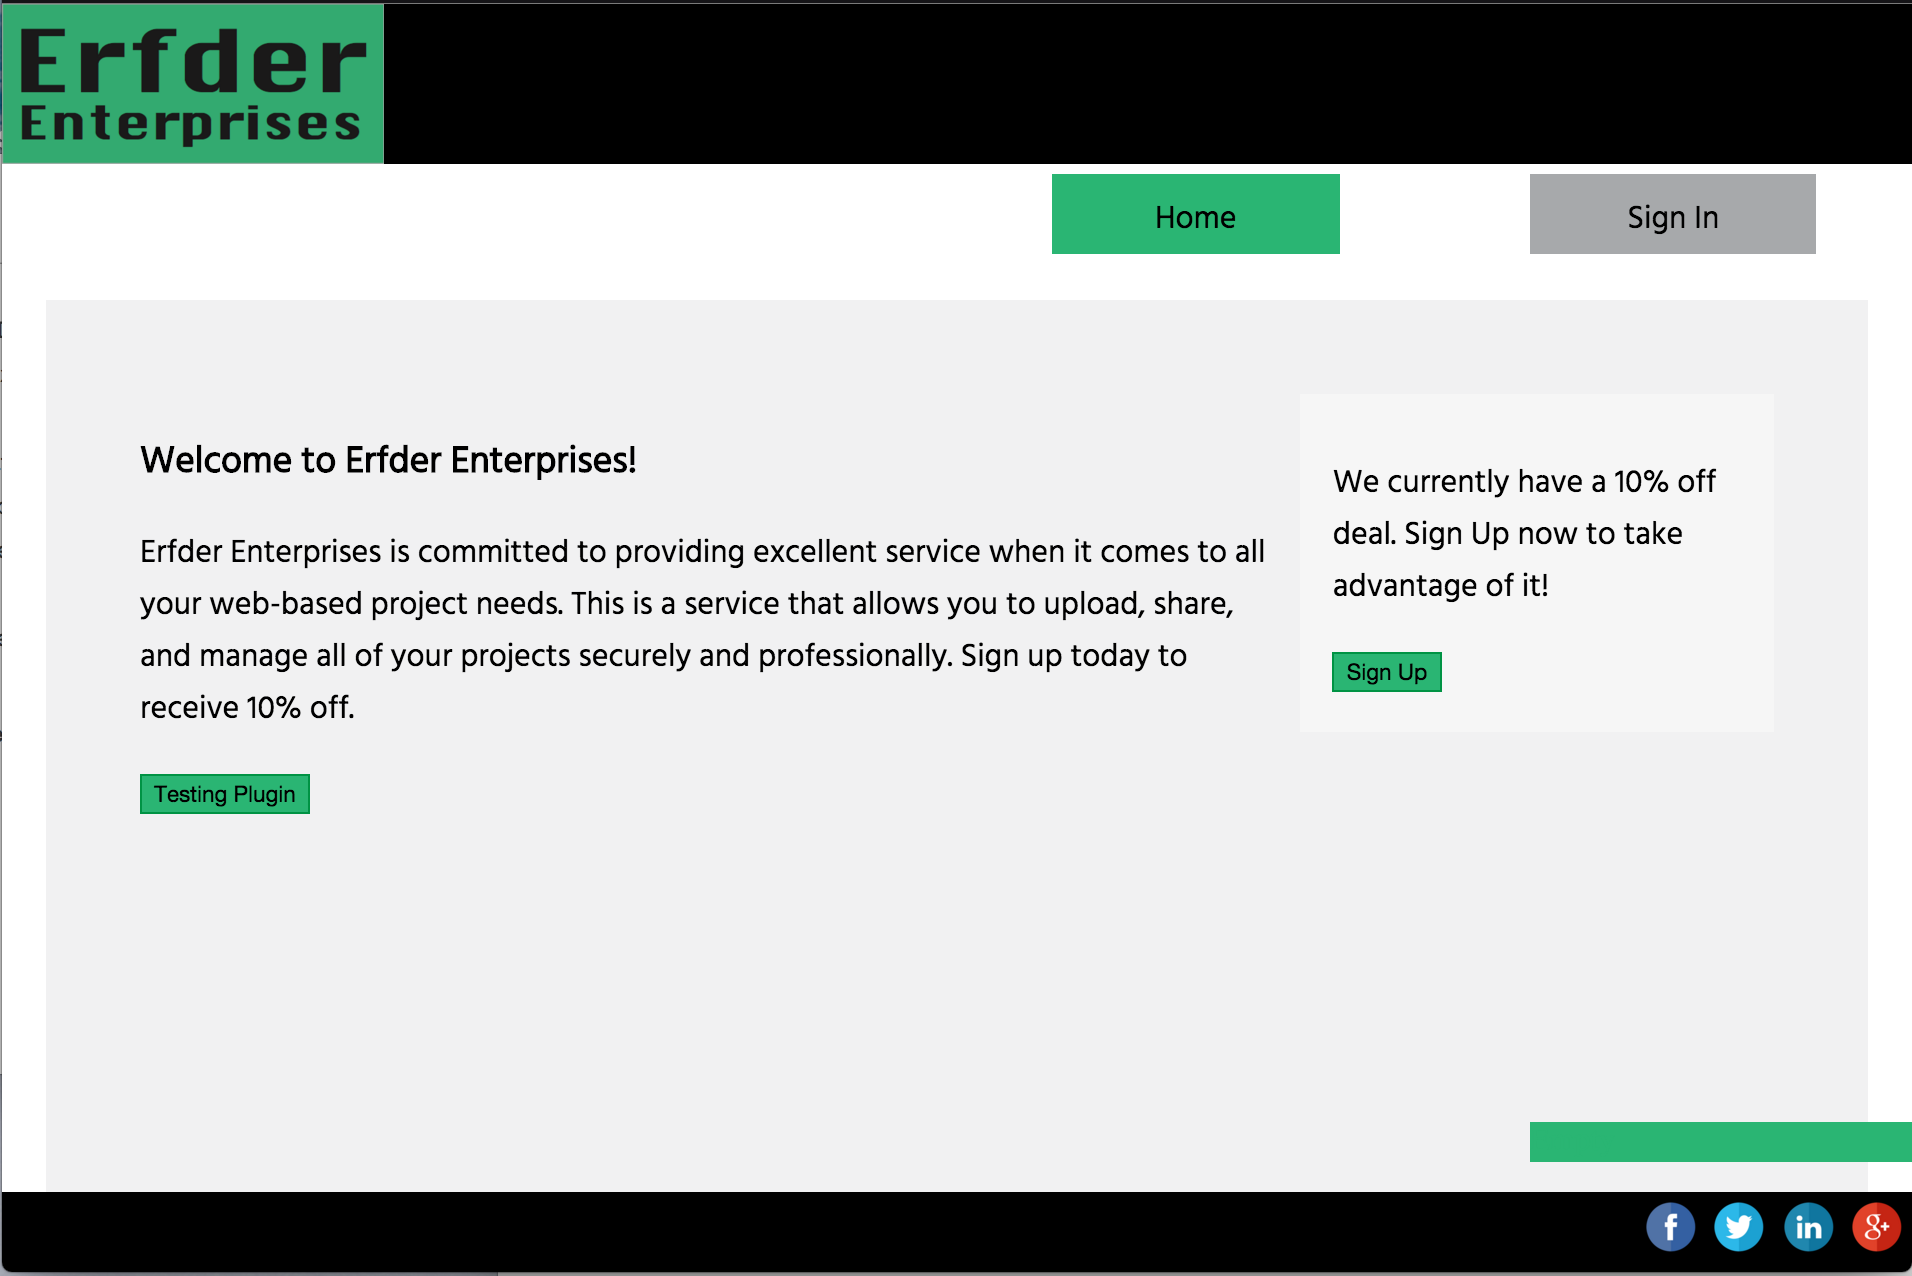 Erfder
Enterprises
Home
Sign In
Welcome to Erfder Enterprises!
Erfder Enterprises is committed to providing excellent service when it comes to all
your web-based project needs. This is a service that allows you to upload, share,
and manage all of your projects securely and professionally. Sign up today to
receive 10% off.
Testing Plugin
We currently have a 10% off
deal. Sign Up now to take
advantage of it!
Sign Up
f
in
g+